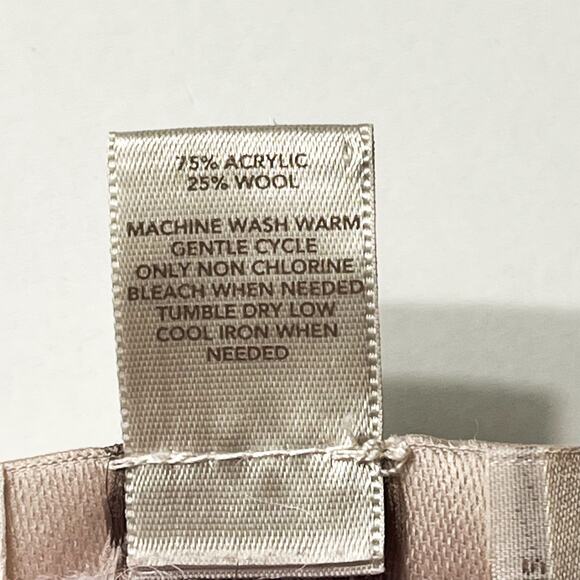 75% ACRYLIC
25% WOOL
MACHINE WASH WARM
GENTLE CYCLE
ONLY NON CHLORINE
BLEACH WHEN NEEDED
TUMBLE DRY LOW
COOL IRON WHEN
NEEDED